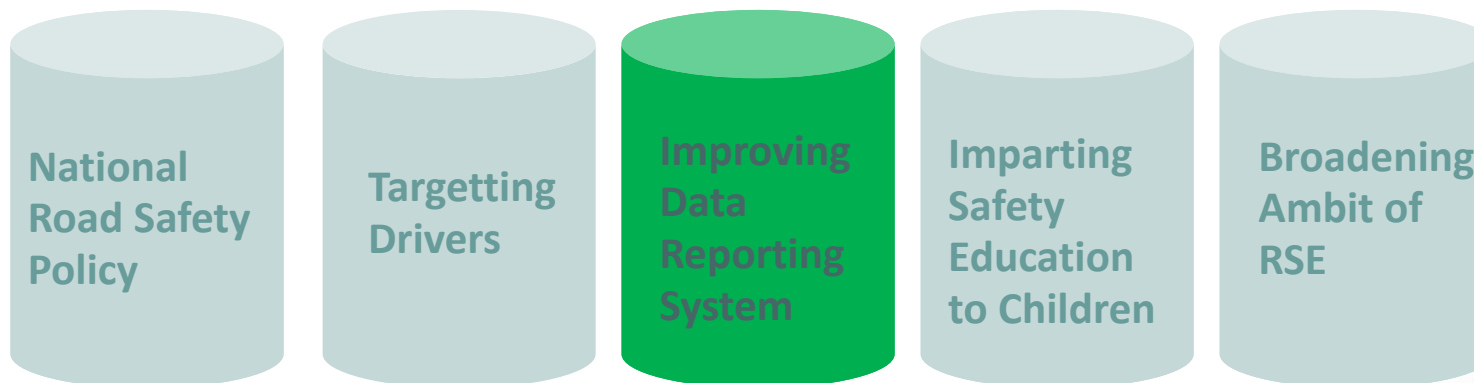 National
Road Safety
Policy
Targetting
Drivers
Improving
Data
Reporting
System
Imparting
Safety
Education
to Children
Broadening
Ambit of
RSE